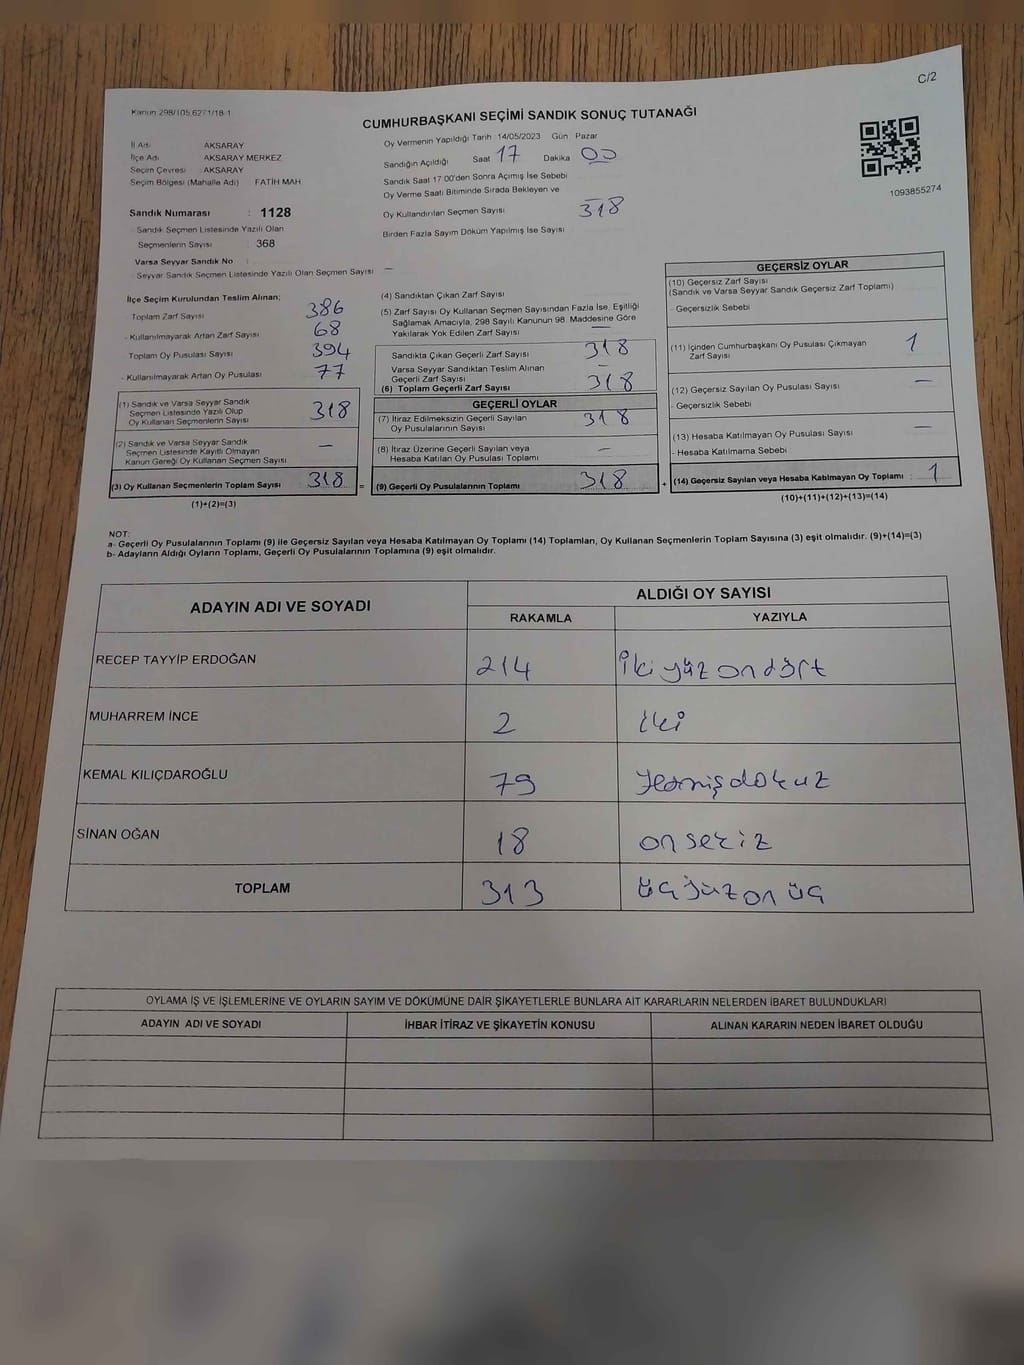 C/2
Kanun 298/105,6271/18-1
CUMHURBAŞKANI SEÇİMİ SANDIK SONUÇ TUTANAĞI
İl Adı : AKSARAY
İlçe Adı : AKSARAY MERKEZ
Seçim Çevresi : AKSARAY
Seçim Bölgesi (Mahalle Adı) : FATİH MAH
Sandık Numarası : 1128
Sandık Seçmen Listesinde Yazılı Olan
Seçmenlerin Sayısı : 368
Varsa Seyyar Sandık No :
Seyyar Sandık Seçmen Listesinde Yazılı Olan Seçmen Sayısı : —
Oy Vermenin Yapıldığı Tarih : 14/05/2023 Gün : Pazar
Sandığın Açıldığı Saat 17 Dakika 00
Sandık Saat 17:00'den Sonra Açımış İse Sebebi
Oy Verme Saati Bitiminde Sırada Bekleyen ve
Oy Kullandırılan Seçmen Sayısı : 318
Birden Fazla Sayım Döküm Yapılmış İse Sayısı :
1093855274
İlçe Seçim Kurulundan Teslim Alınan;
Toplam Zarf Sayısı : 386
- Kullanılmayarak Artan Zarf Sayısı : 68
Toplam Oy Pusulası Sayısı : 394
- Kullanılmayarak Artan Oy Pusulası : 77
(1) Sandık ve Varsa Seyyar Sandık
Seçmen Listesinde Yazılı Olup
Oy Kullanan Seçmenlerin Sayısı : 318
(2) Sandık ve Varsa Seyyar Sandık
Seçmen Listesinde Kayıtlı Olmayan
Kanun Gereği Oy Kullanan Seçmen Sayısı : —
(3) Oy Kullanan Seçmenlerin Toplam Sayısı : 318 =
(1)+(2)=(3)
(4) Sandıktan Çıkan Zarf Sayısı :
(5) Zarf Sayısı Oy Kullanan Seçmen Sayısından Fazla İse, Eşitliği
Sağlamak Amacıyla, 298 Sayılı Kanunun 98. Maddesine Göre
Yakılarak Yok Edilen Zarf Sayısı : —
Sandıkta Çıkan Geçerli Zarf Sayısı : 318
Varsa Seyyar Sandıktan Teslim Alınan
Geçerli Zarf Sayısı : —
(6) Toplam Geçerli Zarf Sayısı : 318
GEÇERLİ OYLAR
(7) İtiraz Edilmeksizin Geçerli Sayılan
Oy Pusulalarının Sayısı : 318
(8) İtiraz Üzerine Geçerli Sayılan veya
Hesaba Katılan Oy Pusulası Toplamı : —
(9) Geçerli Oy Pusulalarının Toplamı : 318 +
GEÇERSİZ OYLAR
(10) Geçersiz Zarf Sayısı
(Sandık ve Varsa Seyyar Sandık Geçersiz Zarf Toplamı) :
- Geçersizlik Sebebi :
(11) İçinden Cumhurbaşkanı Oy Pusulası Çıkmayan
Zarf Sayısı : 1
(12) Geçersiz Sayılan Oy Pusulası Sayısı : —
- Geçersizlik Sebebi :
(13) Hesaba Katılmayan Oy Pusulası Sayısı : —
- Hesaba Katılmama Sebebi :
(14) Geçersiz Sayılan veya Hesaba Katılmayan Oy Toplamı : 1
(10)+(11)+(12)+(13)=(14)
NOT:
a- Geçerli Oy Pusulalarının Toplamı (9) ile Geçersiz Sayılan veya Hesaba Katılmayan Oy Toplamı (14) Toplamları, Oy Kullanan Seçmenlerin Toplam Sayısına (3) eşit olmalıdır. (9)+(14)=(3)
b- Adayların Aldığı Oyların Toplamı, Geçerli Oy Pusulalarının Toplamına (9) eşit olmalıdır.
ADAYIN ADI VE SOYADI ALDIĞI OY SAYISI
RAKAMLA YAZIYLA
RECEP TAYYİP ERDOĞAN 214 iki yüz on dört
MUHARREM İNCE 2 iki
KEMAL KILIÇDAROĞLU 79 yetmişdokuz
SİNAN OĞAN 18 on sekiz
TOPLAM 313 üç yüz on üç
OYLAMA İŞ VE İŞLEMLERİNE VE OYLARIN SAYIM VE DÖKÜMÜNE DAİR ŞİKAYETLERLE BUNLARA AİT KARARLARIN NELERDEN İBARET BULUNDUKLARI
ADAYIN ADI VE SOYADI İHBAR İTİRAZ VE ŞİKAYETİN KONUSU ALINAN KARARIN NEDEN İBARET OLDUĞU